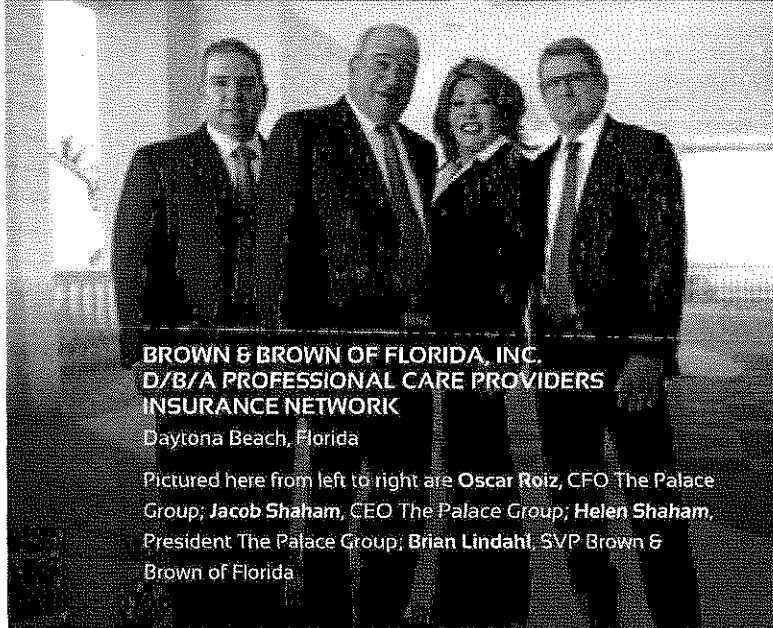 BROWN & BROWN OF FLORIDA, INC.
D/B/A PROFESSIONAL CARE PROVIDERS
INSURANCE NETWORK
Daytona Beach, Florida
Pictured here from left to right are Oscar Roiz, CFO The Palace
Group; Jacob Shaham, CEO The Palace Group; Helen Shaham,
President The Palace Group; Brian Lindahl, SVP Brown &
Brown of Florida